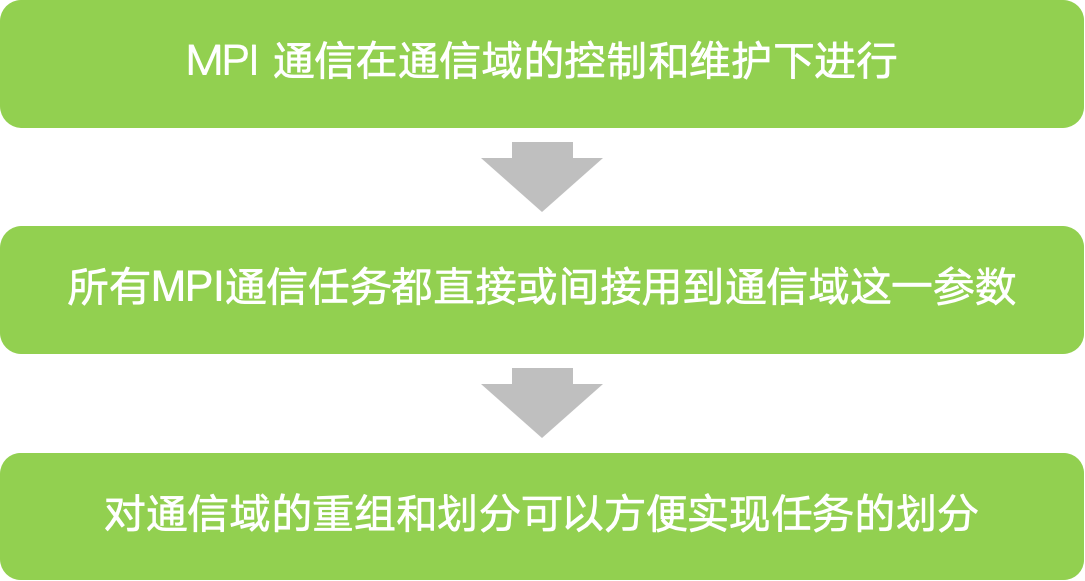 MPI 通信在通信域的控制和维护下进行
所有MPI通信任务都直接或间接用到通信域这一参数
对通信域的重组和划分可以方便实现任务的划分